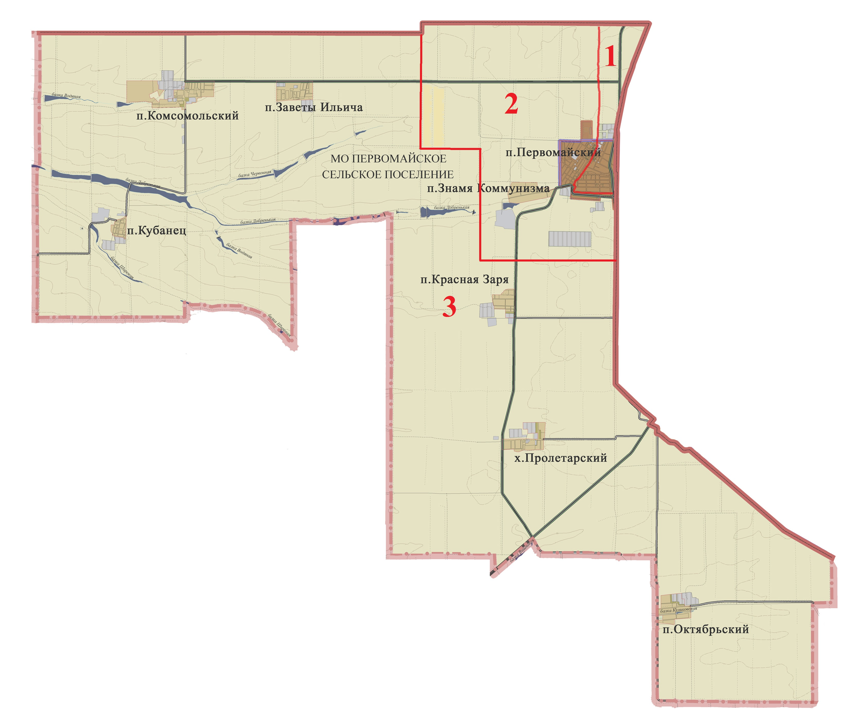 1
2
п.Комсомольский
п.Заветы Ильича
п.Первомайский
МО ПЕРВОМАЙСКОЕ
СЕЛЬСКОЕ ПОСЕЛЕНИЕ
п.Знамя Коммунизма
п.Кубанец
п.Красная Заря
3
х.Пролетарский
п.Октябрьский